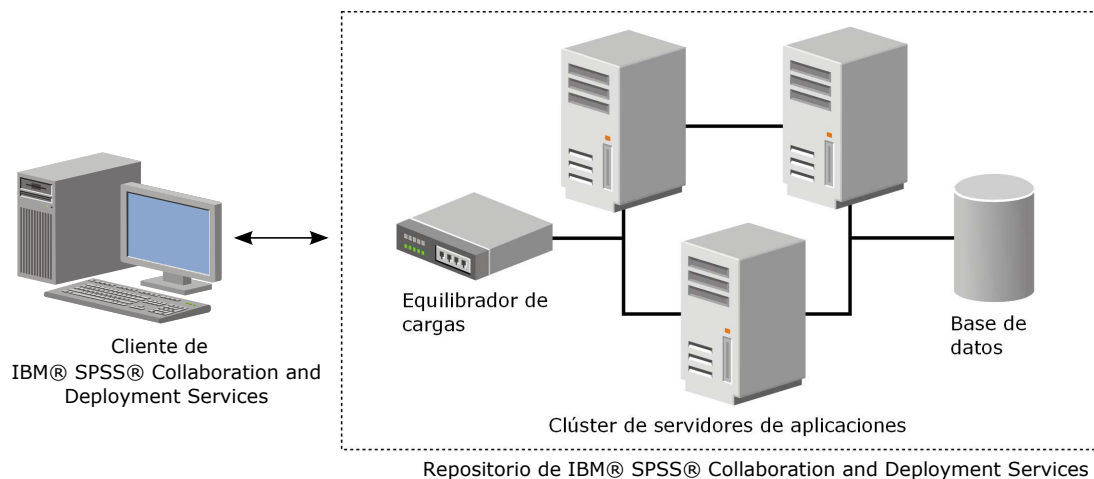 Equilibrador de
cargas
Base de
datos
Cliente de
IBM® SPSS® Collaboration and
Deployment Services
Clúster de servidores de aplicaciones
Repositorio de IBM® SPSS® Collaboration and Deployment Services